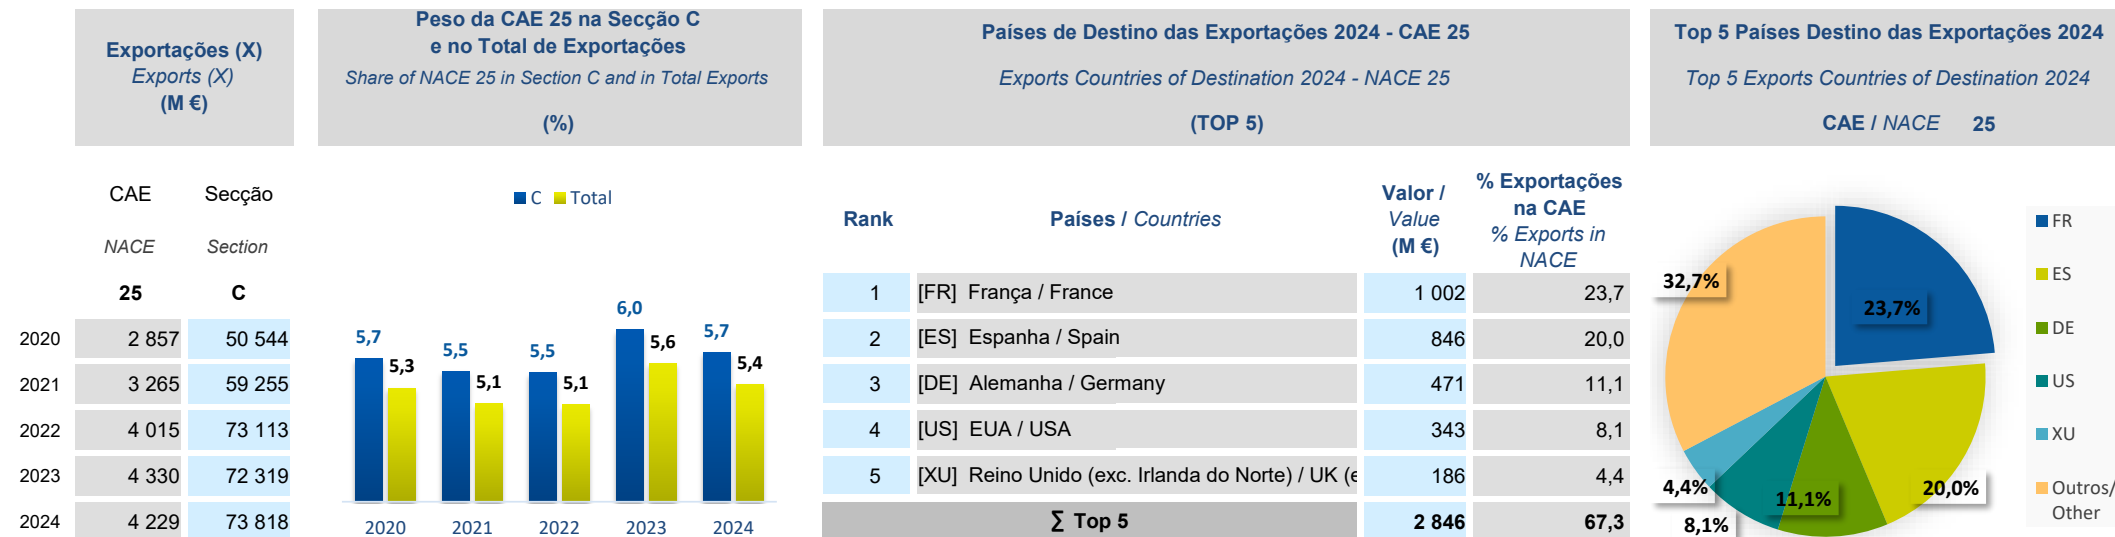 Exportações (X)
Exports (X)
(M €)
Peso da CAE 25 na Secção C
e no Total de Exportações
Share of NACE 25 in Section C and in Total Exports
(%)
Países de Destino das Exportações 2024 - CAE 25
Exports Countries of Destination 2024 - NACE 25
(TOP 5)
Top 5 Países Destino das Exportações 2024
Top 5 Exports Countries of Destination 2024
CAE / NACE 25
CAE Secção
NACE Section
25 C
2020 2 857 50 544
2021 3 265 59 255
2022 4 015 73 113
2023 4 330 72 319
2024 4 229 73 818
C Total
5,7 5,3 5,5 5,1 5,5 5,1 6,0 5,6 5,7 5,4
2020 2021 2022 2023 2024
Rank Países / Countries
Valor /
Value
(M €)
% Exportações
na CAE
% Exports in
NACE
1 [FR] França / France 1 002 23,7
2 [ES] Espanha / Spain 846 20,0
3 [DE] Alemanha / Germany 471 11,1
4 [US] EUA / USA 343 8,1
5 [XU] Reino Unido (exc. Irlanda do Norte) / UK (e 186 4,4
∑ Top 5 2 846 67,3
32,7%
23,7%
4,4%
8,1%
11,1%
20,0%
FR
ES
DE
US
XU
Outros/
Other